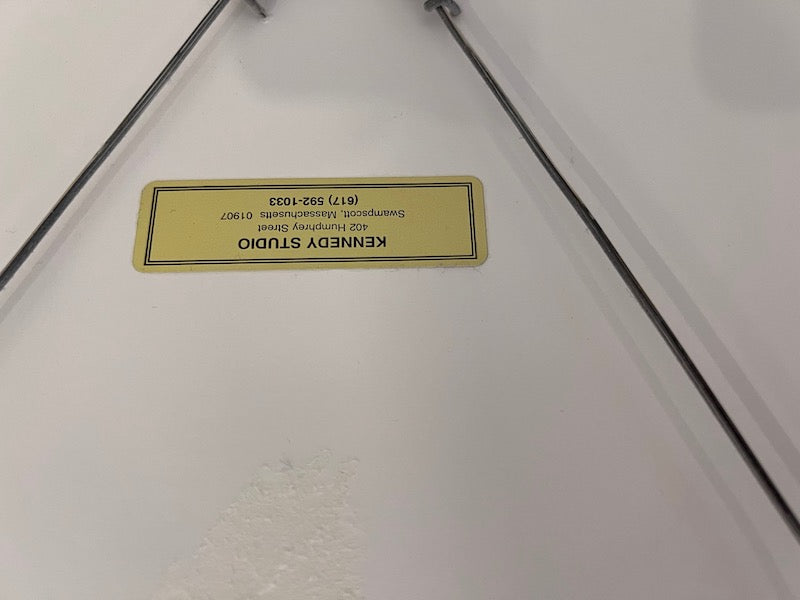 KENNEDY STUDIO
402 Humphrey Street
Swampscott, Massachusetts 01907
(617) 592-1033